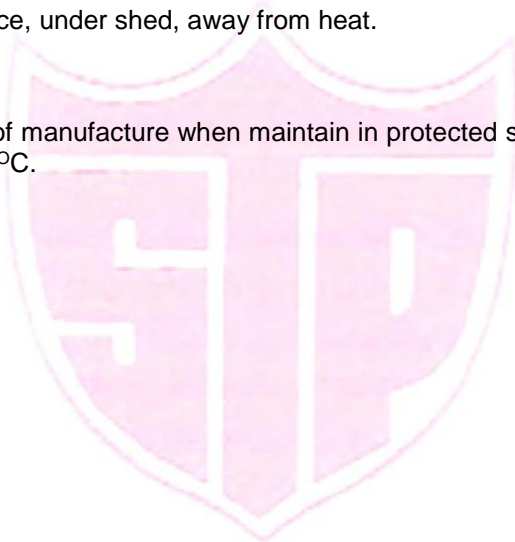 ce, under shed, away from heat.
of manufacture when maintain in protected s
°C.
STP